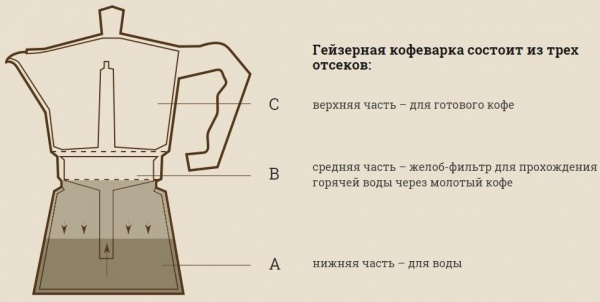 Гейзерная кофеварка состоит из трех
отсеков:
C
верхняя часть – для готового кофе
B
средняя часть – желоб-фильтр для прохождения
горячей воды через молотый кофе
A
нижняя часть – для воды